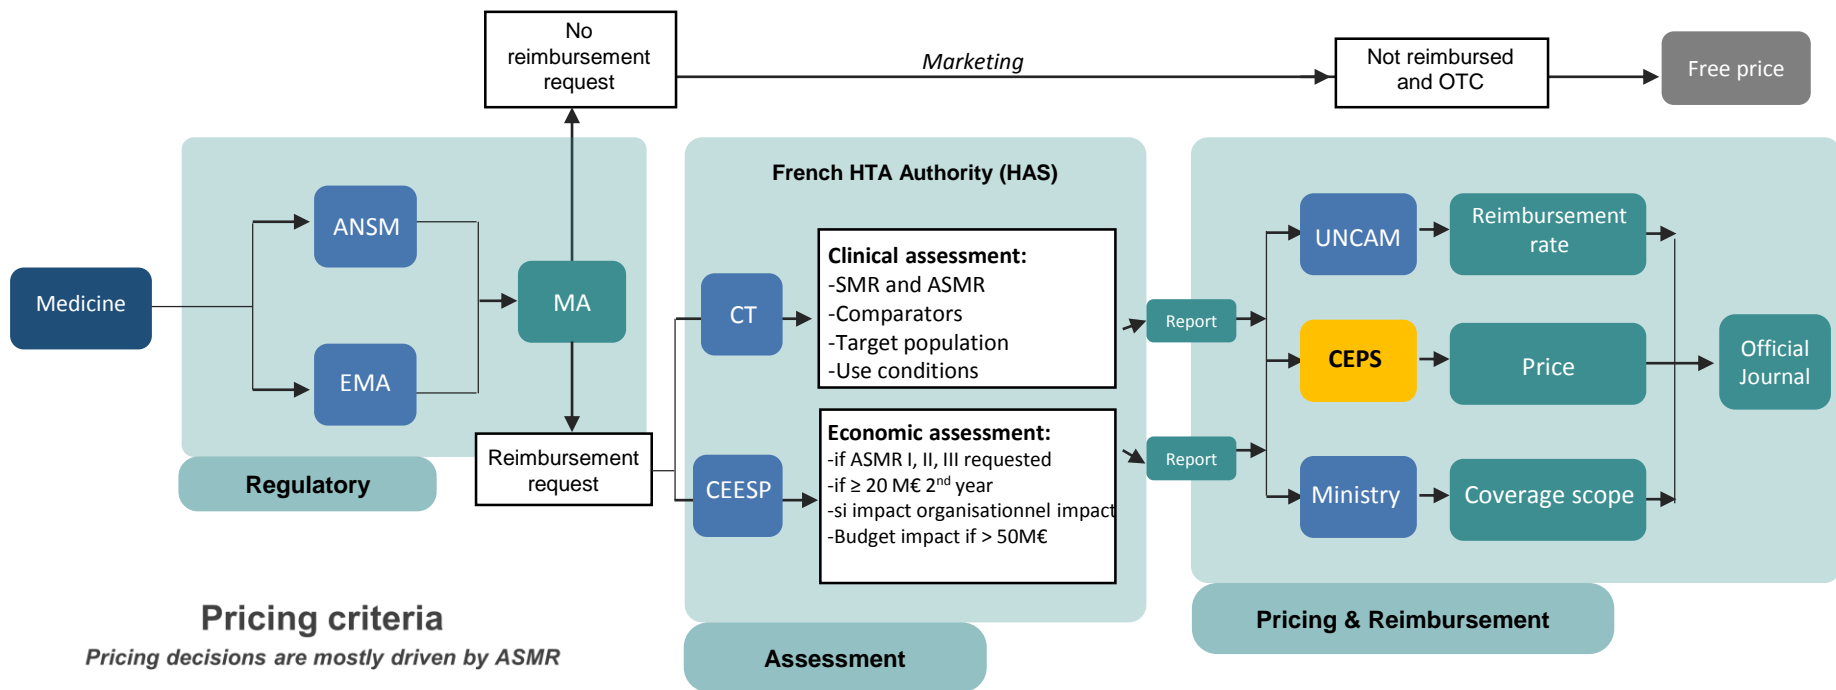 No
reimbursement
request
Marketing
Not reimbursed
and OTC
Free price
Medicine
ANSM
EMA
MA
Regulatory
Reimbursement
request
French HTA Authority (HAS)
CT
Clinical assessment:
-SMR and ASMR
-Comparators
-Target population
-Use conditions
CEESP
Economic assessment:
-if ASMR I, II, III requested
-if ≥ 20 M€ 2nd year
-si impact organisationnel impact
-Budget impact if > 50M€
Assessment
Report
Report
UNCAM
Reimbursement
rate
CEPS
Price
Ministry
Coverage scope
Official
Journal
Pricing & Reimbursement
Pricing criteria
Pricing decisions are mostly driven by ASMR